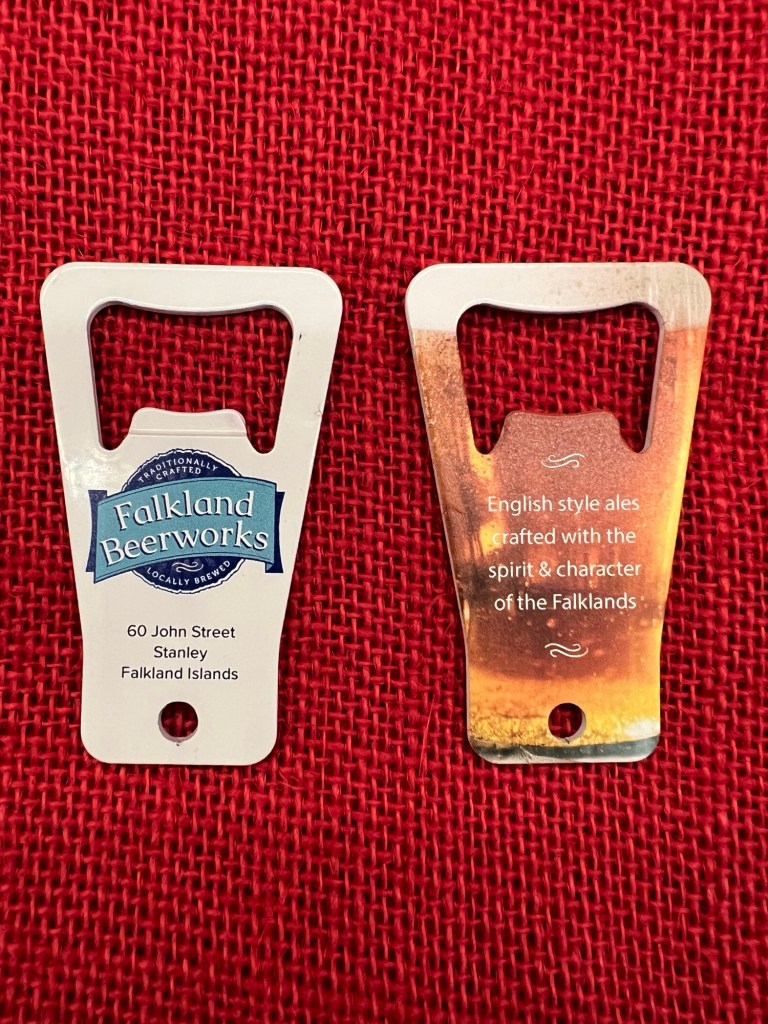 TRADITIONALLY
CRAFTED
Falkland
Beerworks
LOCALLY BREWED
60 John Street
Stanley
Falkland Islands
English style ales
crafted with the
spirit & character
of the Falklands